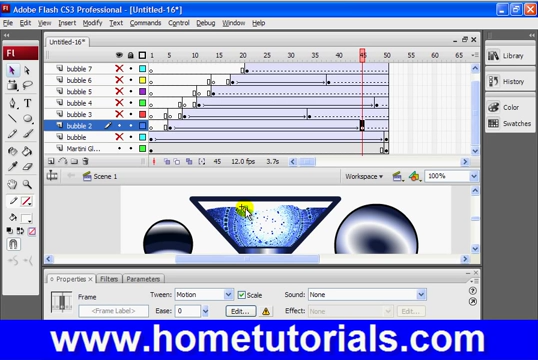 Adobe Flash CS3 Professional - [Untitled-16*]
File Edit View Insert Modify Text Commands Control Debug Window Help
Untitled-16*
1 5 10 15 20 25 30 35 40 45 50 55 60 65
bubble 7
bubble 6
bubble 5
bubble 4
bubble 3
bubble 2
bubble
Martini Gl...
45 12.0 fps 3.7s
Scene 1 Workspace 100%
Fl
Library
History
Color
Swatches
Properties Filters Parameters
Frame Tween: Motion Scale Sound: None
<Frame Label> Ease: 0 Edit... Effect: None Edit...
www.hometutorials.com